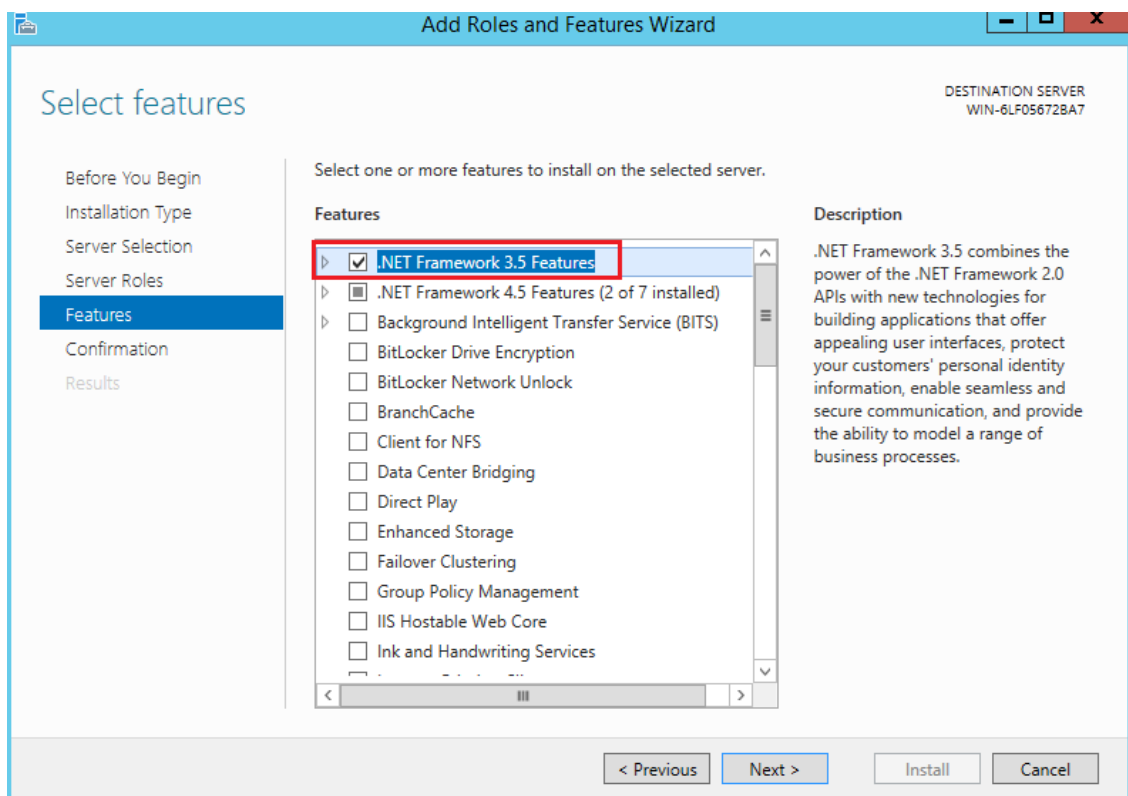 Add Roles and Features Wizard
Select features
DESTINATION SERVER
WIN-6LF05672BA7
Before You Begin
Installation Type
Server Selection
Server Roles
Features
Confirmation
Results
Select one or more features to install on the selected server.
Features
.NET Framework 3.5 Features
.NET Framework 4.5 Features (2 of 7 installed)
Background Intelligent Transfer Service (BITS)
BitLocker Drive Encryption
BitLocker Network Unlock
BranchCache
Client for NFS
Data Center Bridging
Direct Play
Enhanced Storage
Failover Clustering
Group Policy Management
IIS Hostable Web Core
Ink and Handwriting Services
Description
.NET Framework 3.5 combines the
power of the .NET Framework 2.0
APIs with new technologies for
building applications that offer
appealing user interfaces, protect
your customers' personal identity
information, enable seamless and
secure communication, and provide
the ability to model a range of
business processes.
< Previous
Next >
Install
Cancel